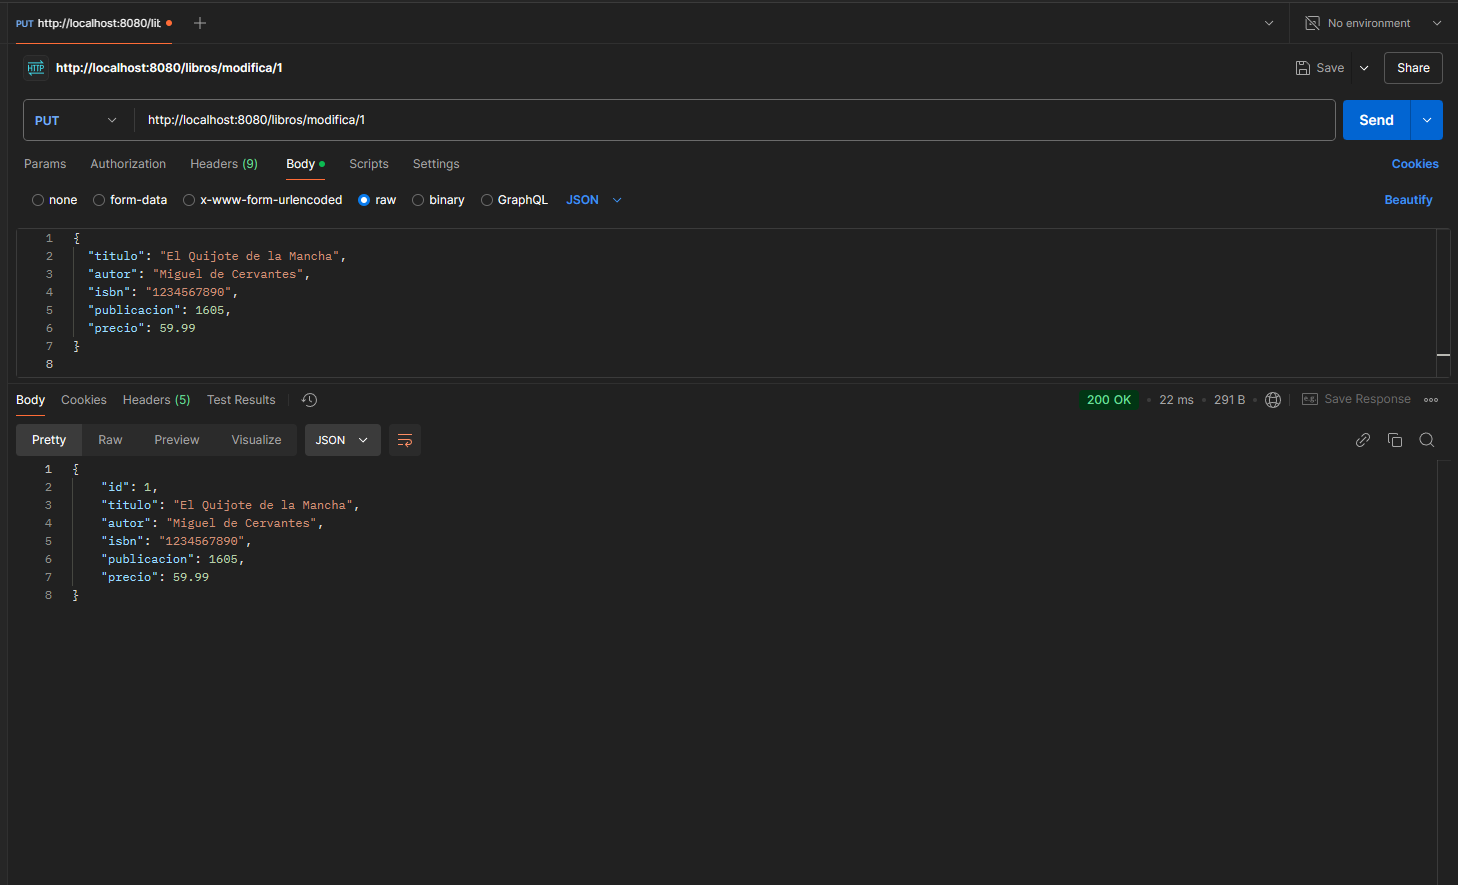 PUT http://localhost:8080/lib
No environment
HTTP http://localhost:8080/libros/modifica/1
Save
Share
PUT http://localhost:8080/libros/modifica/1
Send
Params Authorization Headers (9) Body Scripts Settings
Cookies
none form-data x-www-form-urlencoded raw binary GraphQL JSON
Beautify
1 {
2 "titulo": "El Quijote de la Mancha",
3 "autor": "Miguel de Cervantes",
4 "isbn": "1234567890",
5 "publicacion": 1605,
6 "precio": 59.99
7 }
8
Body Cookies Headers (5) Test Results
200 OK 22 ms 291 B e.g. Save Response
Pretty Raw Preview Visualize JSON
1 {
2 "id": 1,
3 "titulo": "El Quijote de la Mancha",
4 "autor": "Miguel de Cervantes",
5 "isbn": "1234567890",
6 "publicacion": 1605,
7 "precio": 59.99
8 }